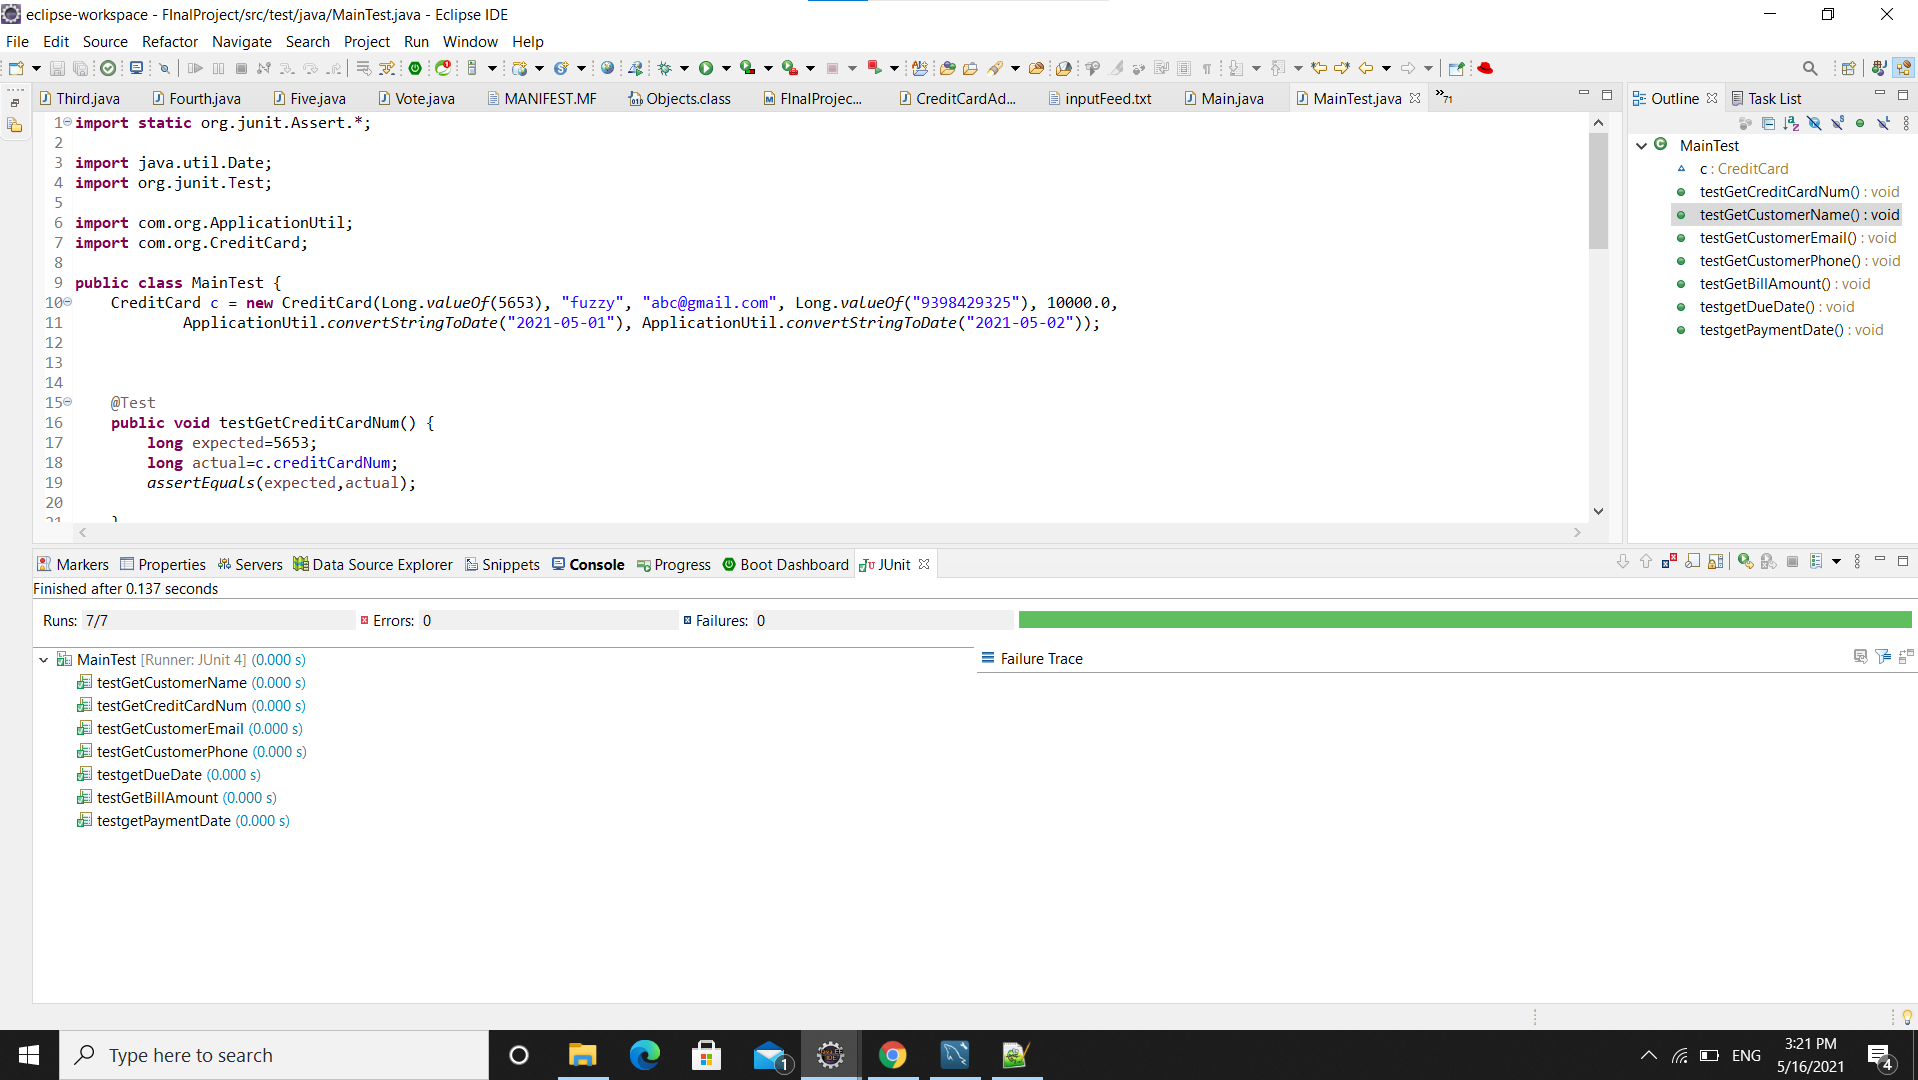 eclipse-workspace - FInalProject/src/test/java/MainTest.java - Eclipse IDE
File Edit Source Refactor Navigate Search Project Run Window Help
Third.java Fourth.java Five.java Vote.java MANIFEST.MF Objects.class FInalProjec... CreditCardAd... inputFeed.txt Main.java MainTest.java »71
1 import static org.junit.Assert.*;
2
3 import java.util.Date;
4 import org.junit.Test;
5
6 import com.org.ApplicationUtil;
7 import com.org.CreditCard;
8
9 public class MainTest {
10 CreditCard c = new CreditCard(Long.valueOf(5653), "fuzzy", "abc@gmail.com", Long.valueOf("9398429325"), 10000.0,
11 ApplicationUtil.convertStringToDate("2021-05-01"), ApplicationUtil.convertStringToDate("2021-05-02"));
12
13
14
15 @Test
16 public void testGetCreditCardNum() {
17 long expected=5653;
18 long actual=c.creditCardNum;
19 assertEquals(expected,actual);
20
21 }
Outline Task List
MainTest
c : CreditCard
testGetCreditCardNum() : void
testGetCustomerName() : void
testGetCustomerEmail() : void
testGetCustomerPhone() : void
testGetBillAmount() : void
testgetDueDate() : void
testgetPaymentDate() : void
Markers Properties Servers Data Source Explorer Snippets Console Progress Boot Dashboard JUnit
Finished after 0.137 seconds
Runs: 7/7 Errors: 0 Failures: 0
MainTest [Runner: JUnit 4] (0.000 s)
testGetCustomerName (0.000 s)
testGetCreditCardNum (0.000 s)
testGetCustomerEmail (0.000 s)
testGetCustomerPhone (0.000 s)
testgetDueDate (0.000 s)
testGetBillAmount (0.000 s)
testgetPaymentDate (0.000 s)
Failure Trace
Type here to search
1
ENG
3:21 PM
5/16/2021
4